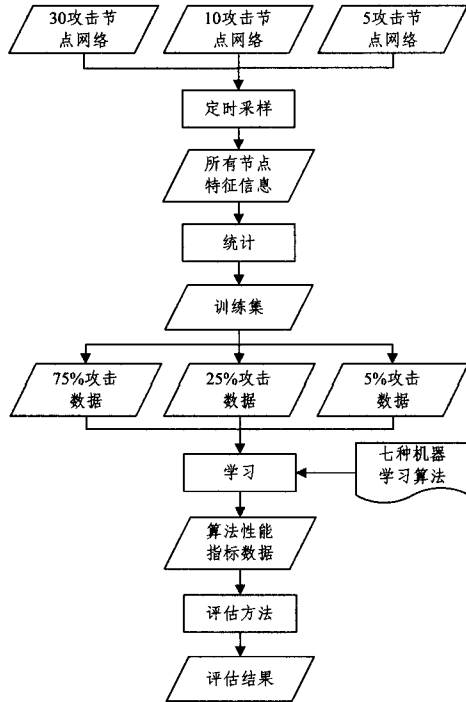 30攻击节
点网络
10攻击节
点网络
5攻击节
点网络
定时采样
所有节点
特征信息
统计
训练集
75%攻击
数据
25%攻击
数据
5%攻击
数据
学习
七种机器
学习算法
算法性能
指标数据
评估方法
评估结果